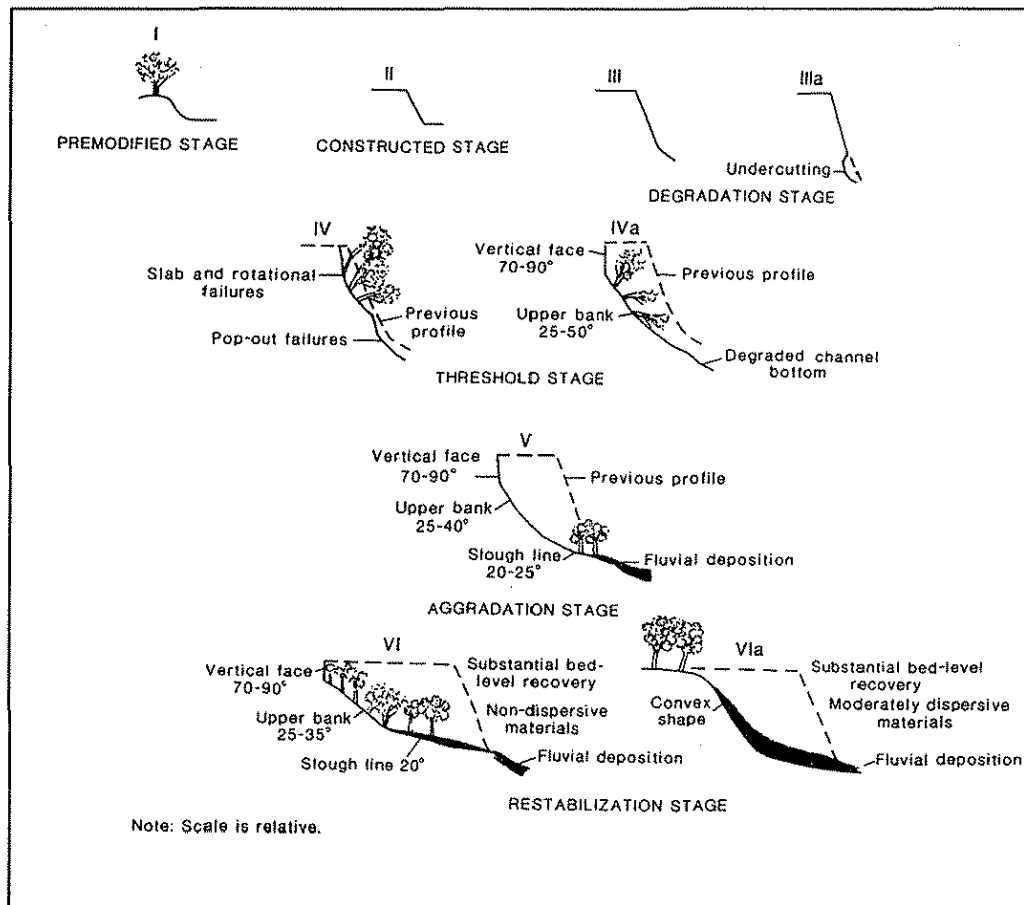 I
II
III
IIIa
PREMODIFIED STAGE
CONSTRUCTED STAGE
Undercutting
DEGRADATION STAGE
IV
Slab and rotational
failures
Previous
profile
Pop-out failures
IVa
Vertical face
70-90°
Previous profile
Upper bank
25-50°
Degraded channel
bottom
THRESHOLD STAGE
V
Vertical face
70-90°
Previous profile
Upper bank
25-40°
Slough line
20-25°
Fluvial deposition
AGGRADATION STAGE
VI
Vertical face
70-90°
Substantial bed-
level recovery
Upper bank
25-35°
Non-dispersive
materials
Slough line 20°
Fluvial deposition
VIa
Substantial bed-level
recovery
Convex
shape
Moderately dispersive
materials
Fluvial deposition
RESTABILIZATION STAGE
Note: Scale is relative.